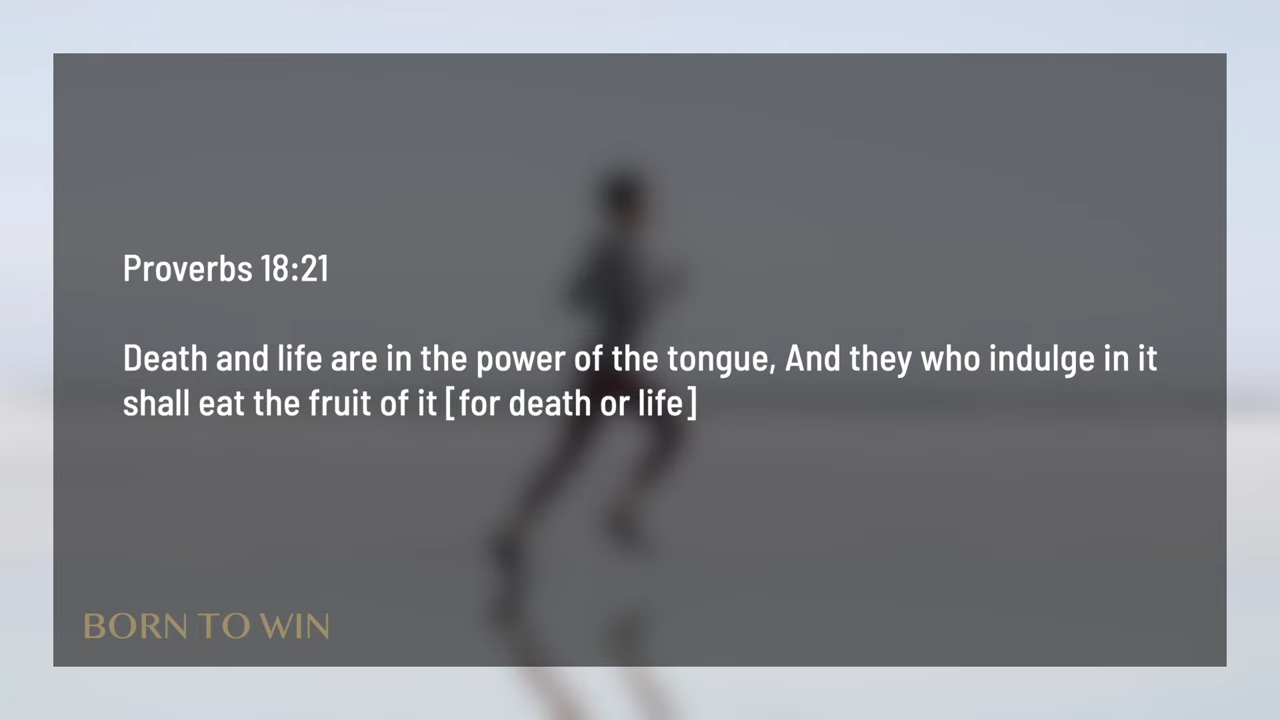 Proverbs 18:21
Death and life are in the power of the tongue, And they who indulge in it
shall eat the fruit of it [for death or life]
BORN TO WIN